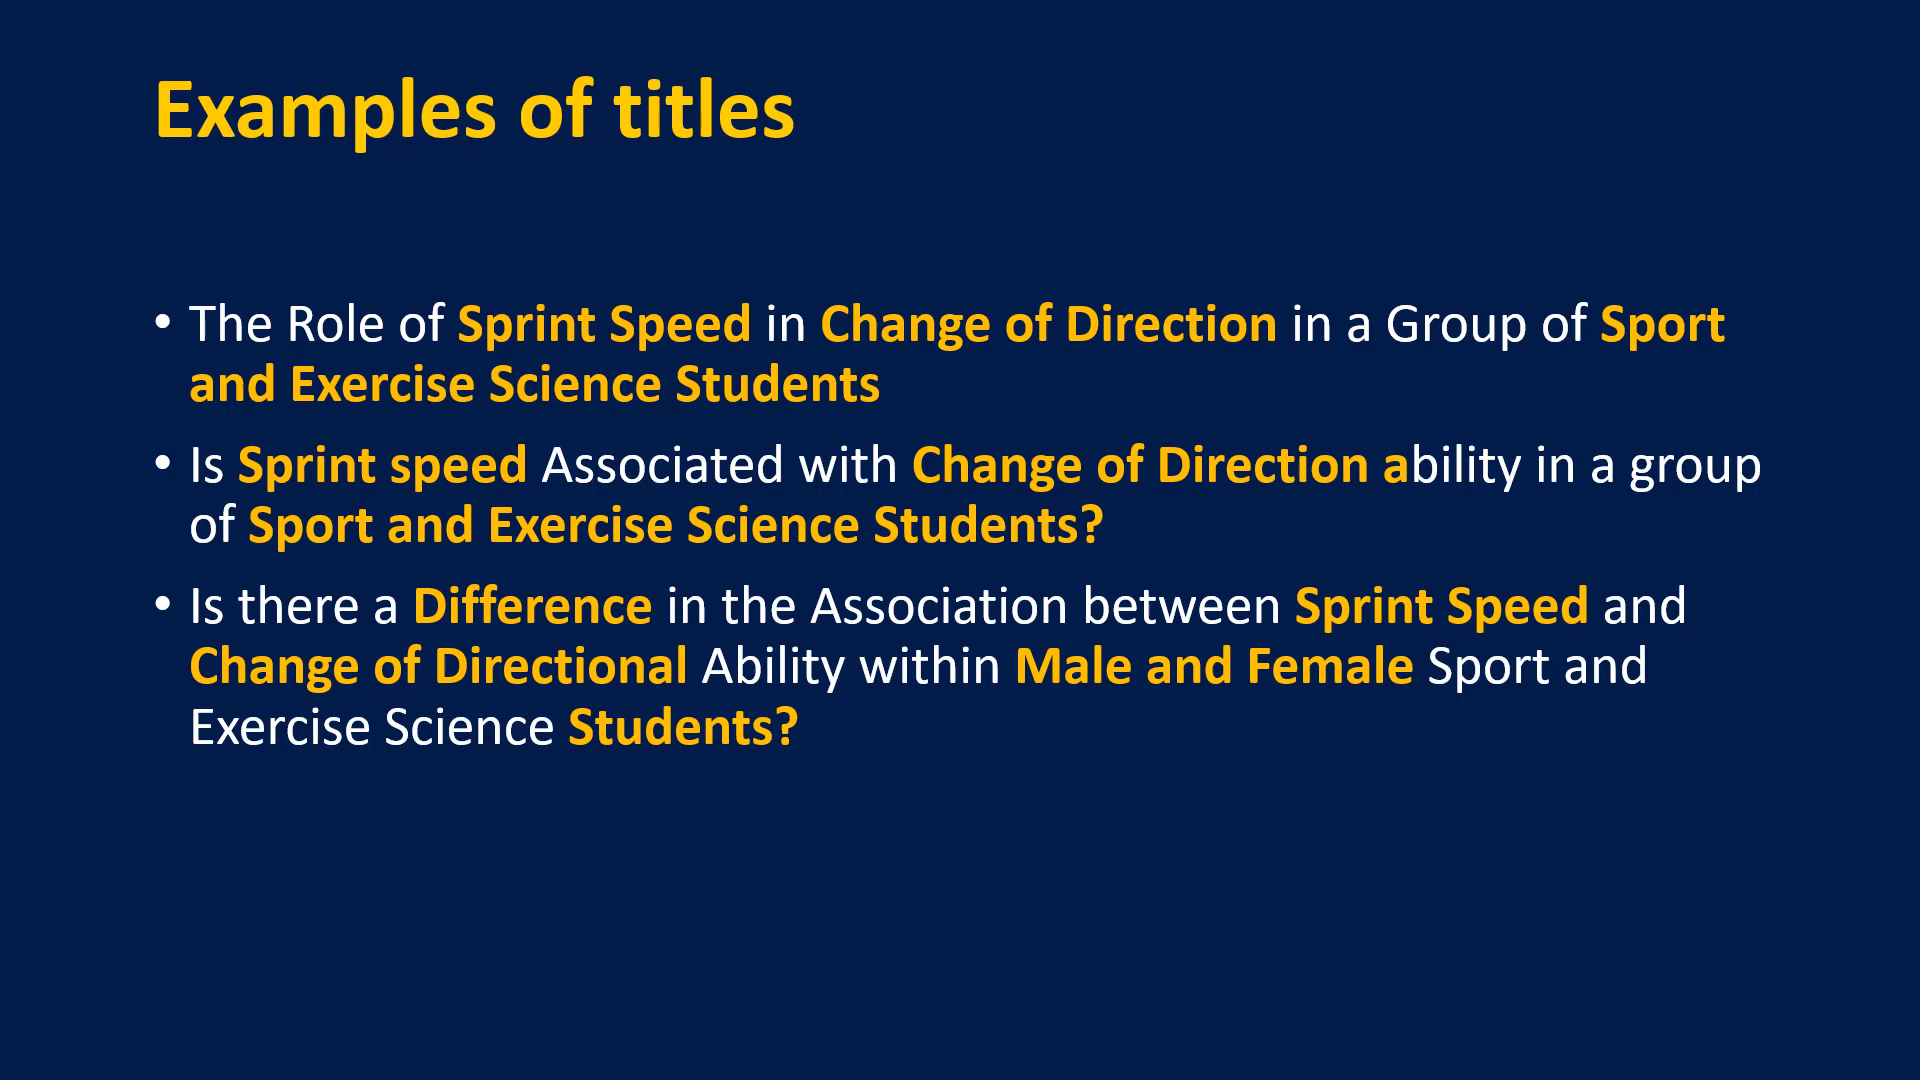 Examples of titles
• The Role of Sprint Speed in Change of Direction in a Group of Sport
and Exercise Science Students
• Is Sprint speed Associated with Change of Direction ability in a group
of Sport and Exercise Science Students?
• Is there a Difference in the Association between Sprint Speed and
Change of Directional Ability within Male and Female Sport and
Exercise Science Students?